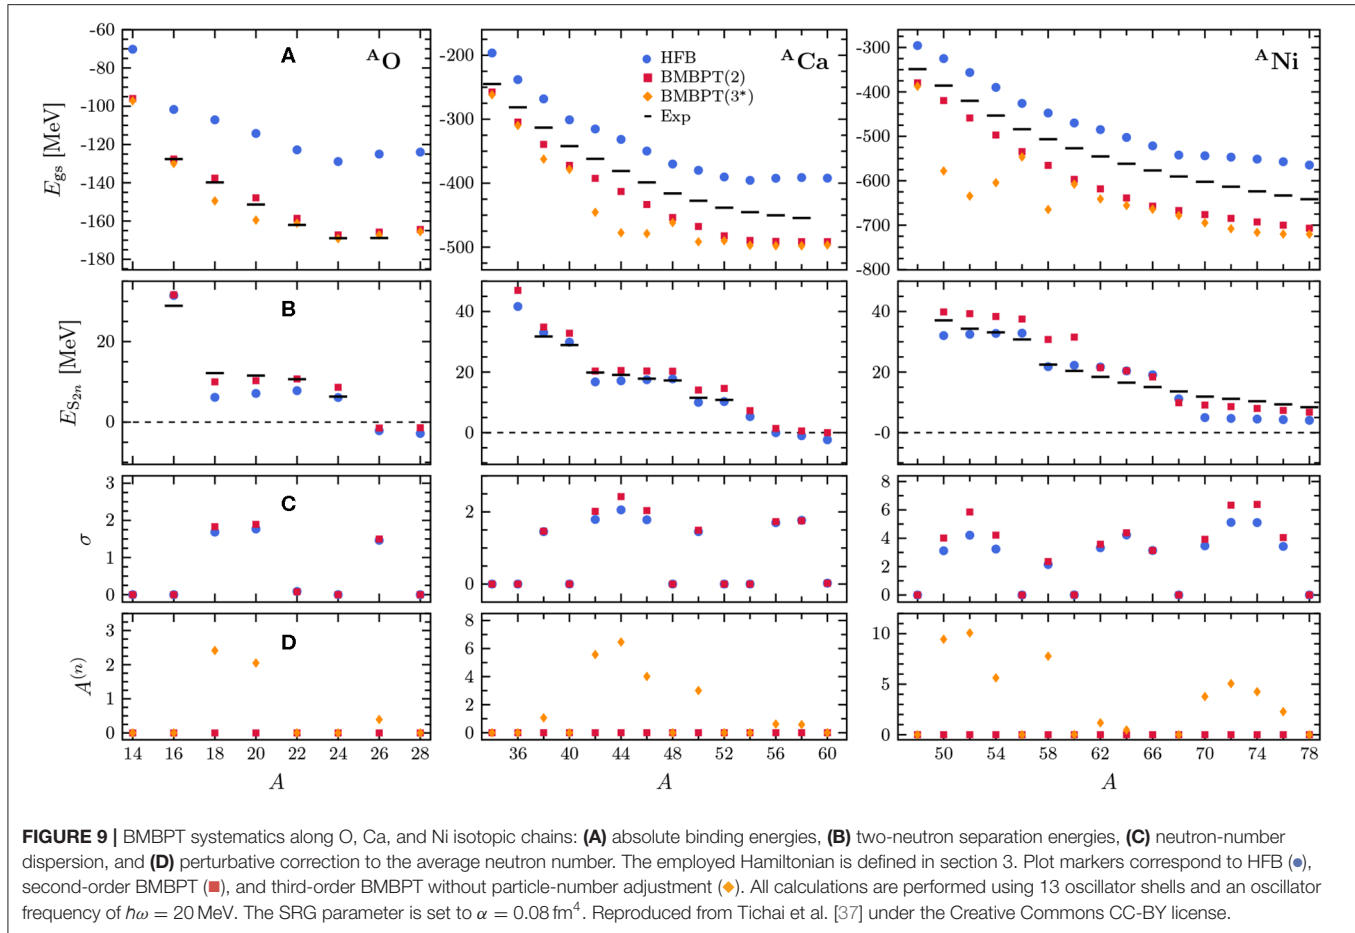 A
ᴬO
E_gs [MeV]
-60
-80
-100
-120
-140
-160
-180
ᴬCa
HFB
BMBPT(2)
BMBPT(3*)
Exp
-200
-300
-400
-500
ᴬNi
-300
-400
-500
-600
-700
-800
B
E_S₂ₙ [MeV]
20
0
40
20
0
40
20
-0
C
σ
3
2
1
0
2
0
8
6
4
2
0
D
A⁽ⁿ⁾
3
2
1
0
8
6
4
2
0
10
5
0
14 16 18 20 22 24 26 28
36 40 44 48 52 56 60
50 54 58 62 66 70 74 78
A
A
A
FIGURE 9 | BMBPT systematics along O, Ca, and Ni isotopic chains: (A) absolute binding energies, (B) two-neutron separation energies, (C) neutron-number
dispersion, and (D) perturbative correction to the average neutron number. The employed Hamiltonian is defined in section 3. Plot markers correspond to HFB (●),
second-order BMBPT (■), and third-order BMBPT without particle-number adjustment (◆). All calculations are performed using 13 oscillator shells and an oscillator
frequency of ℏω = 20 MeV. The SRG parameter is set to α = 0.08 fm⁴. Reproduced from Tichai et al. [37] under the Creative Commons CC-BY license.